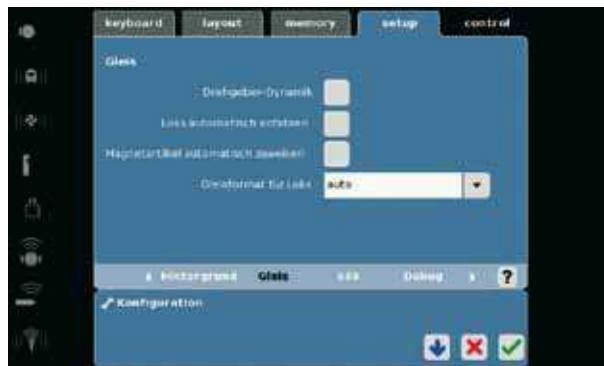 keyboard layout memory setup control
Gleis
Drehgeber-Dynamik
Loks automatisch
Magnetartikel automatisch zuweisen
Gleisformat für Loks auto
Hintergrund Gleis s88 Debug ?
Konfiguration